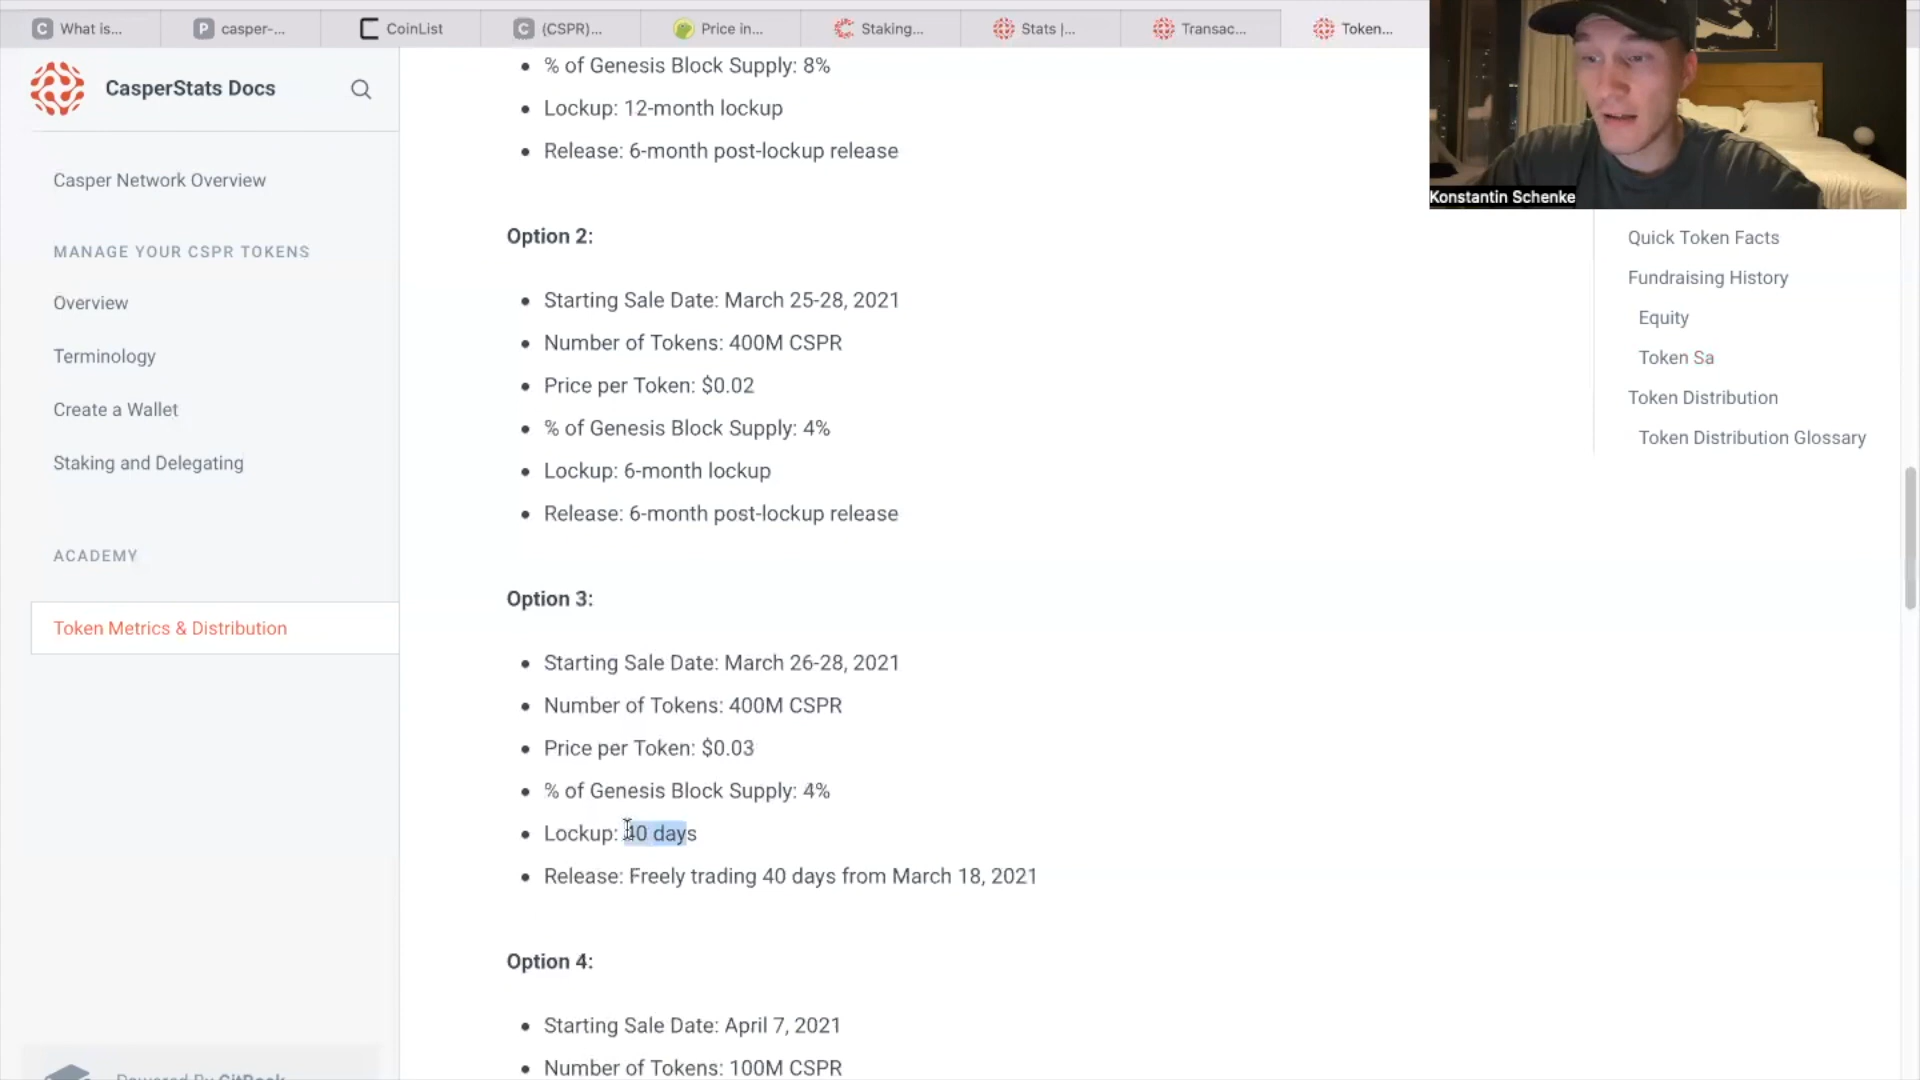 What is...
casper-...
CoinList
(CSPR)...
Price in...
Staking...
Stats |...
Transac...
Token...
CasperStats Docs
Casper Network Overview
MANAGE YOUR CSPR TOKENS
Overview
Terminology
Create a Wallet
Staking and Delegating
ACADEMY
Token Metrics & Distribution
Powered By GitBook
% of Genesis Block Supply: 8%
Lockup: 12-month lockup
Release: 6-month post-lockup release
Option 2:
Starting Sale Date: March 25-28, 2021
Number of Tokens: 400M CSPR
Price per Token: $0.02
% of Genesis Block Supply: 4%
Lockup: 6-month lockup
Release: 6-month post-lockup release
Option 3:
Starting Sale Date: March 26-28, 2021
Number of Tokens: 400M CSPR
Price per Token: $0.03
% of Genesis Block Supply: 4%
Lockup: 40 days
Release: Freely trading 40 days from March 18, 2021
Option 4:
Starting Sale Date: April 7, 2021
Number of Tokens: 100M CSPR
Konstantin Schenke
Quick Token Facts
Fundraising History
Equity
Token Sa
Token Distribution
Token Distribution Glossary